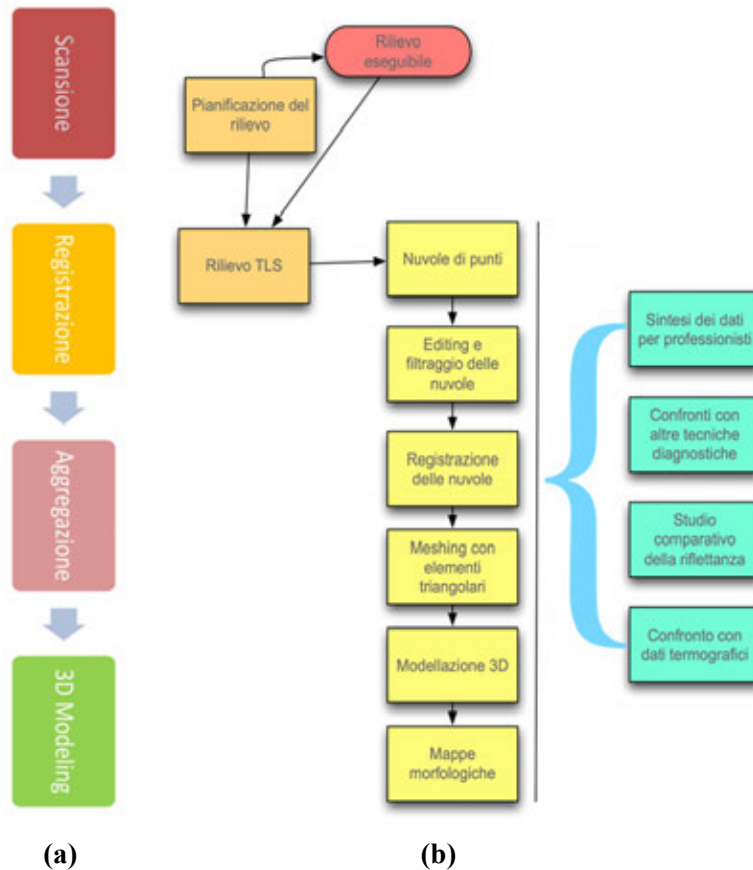 Scansione
Registrazione
Aggregazione
3D Modeling
(a)
Rilievo
eseguibile
Pianificazione del
rilievo
Rilievo TLS
Nuvole di punti
Editing e
filtraggio delle
nuvole
Registrazione
delle nuvole
Meshing con
elementi
triangolari
Modellazione 3D
Mappe
morfologiche
Sintesi dei dati
per professionisti
Confronti con
altre tecniche
diagnostiche
Studio
comparativo
della riflettanza
Confronto con
dati termografici
(b)